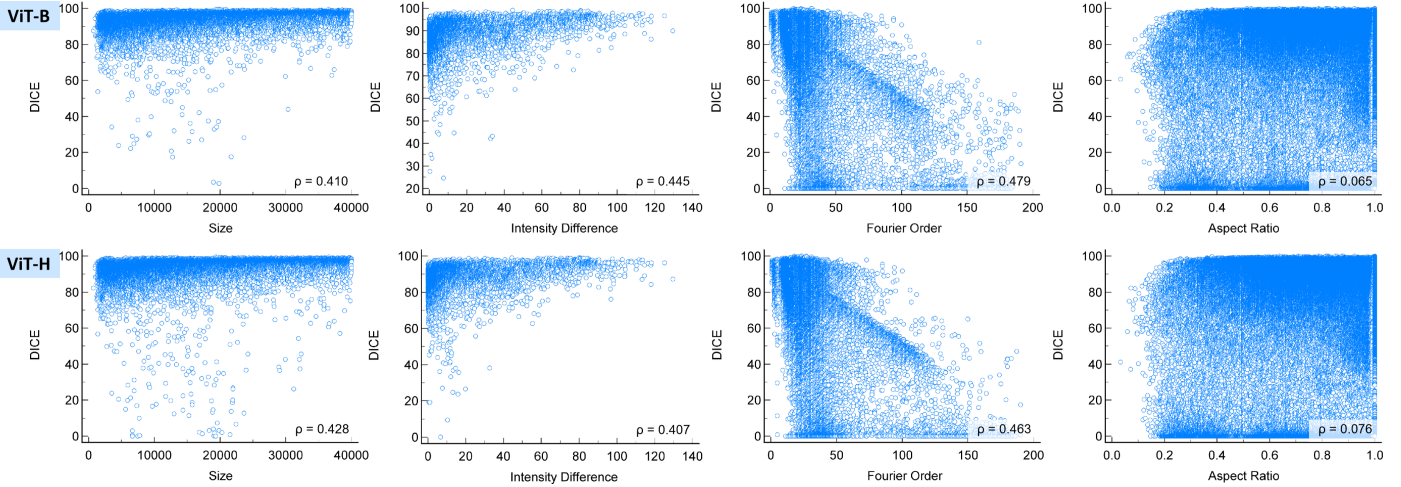 ViT-B
DICE
100
80
60
40
20
0
0 10000 20000 30000 40000
Size
ρ = 0.410
DICE
100
90
80
70
60
50
40
30
20
0 20 40 60 80 100 120 140
Intensity Difference
ρ = 0.445
DICE
100
80
60
40
20
0
0 50 100 150 200
Fourier Order
ρ = 0.479
DICE
100
80
60
40
20
0
0.0 0.2 0.4 0.6 0.8 1.0
Aspect Ratio
ρ = 0.065
ViT-H
DICE
100
80
60
40
20
0
0 10000 20000 30000 40000
Size
ρ = 0.428
DICE
100
80
60
40
20
0
0 20 40 60 80 100 120 140
Intensity Difference
ρ = 0.407
DICE
100
80
60
40
20
0
0 50 100 150 200
Fourier Order
ρ = 0.463
DICE
100
80
60
40
20
0
0.0 0.2 0.4 0.6 0.8 1.0
Aspect Ratio
ρ = 0.076